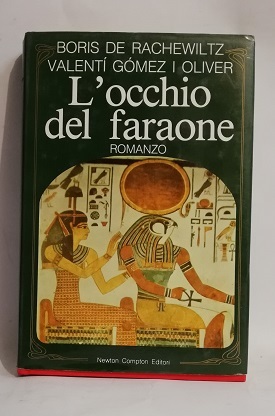 BORIS DE RACHEWILTZ
VALENTÍ GÓMEZ I OLIVER
L'occhio
del faraone
ROMANZO
Newton Compton Editori